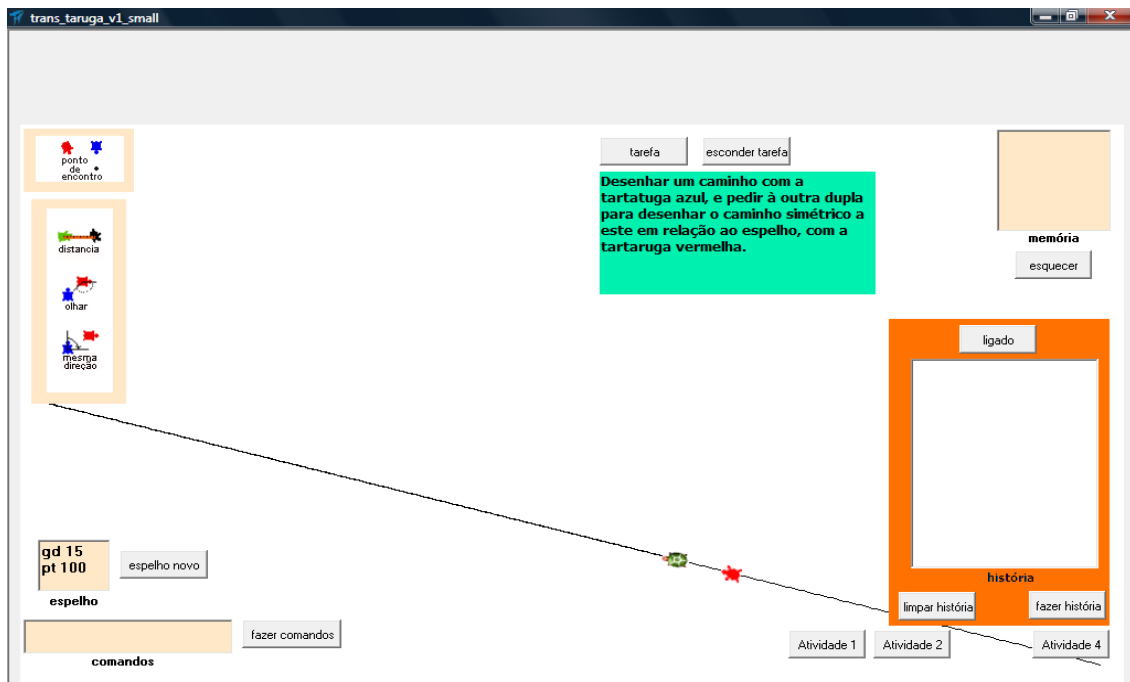 trans_taruga_v1_small
ponto
de
encontro
tarefa
esconder tarefa
Desenhar um caminho com a
tartatuga azul, e pedir à outra dupla
para desenhar o caminho simétrico a
este em relação ao espelho, com a
tartaruga vermelha.
memória
esquecer
distancia
olhar
mesma
direção
ligado
história
limpar história
fazer história
gd 15
pt 100
espelho novo
espelho
fazer comandos
comandos
Atividade 1
Atividade 2
Atividade 4